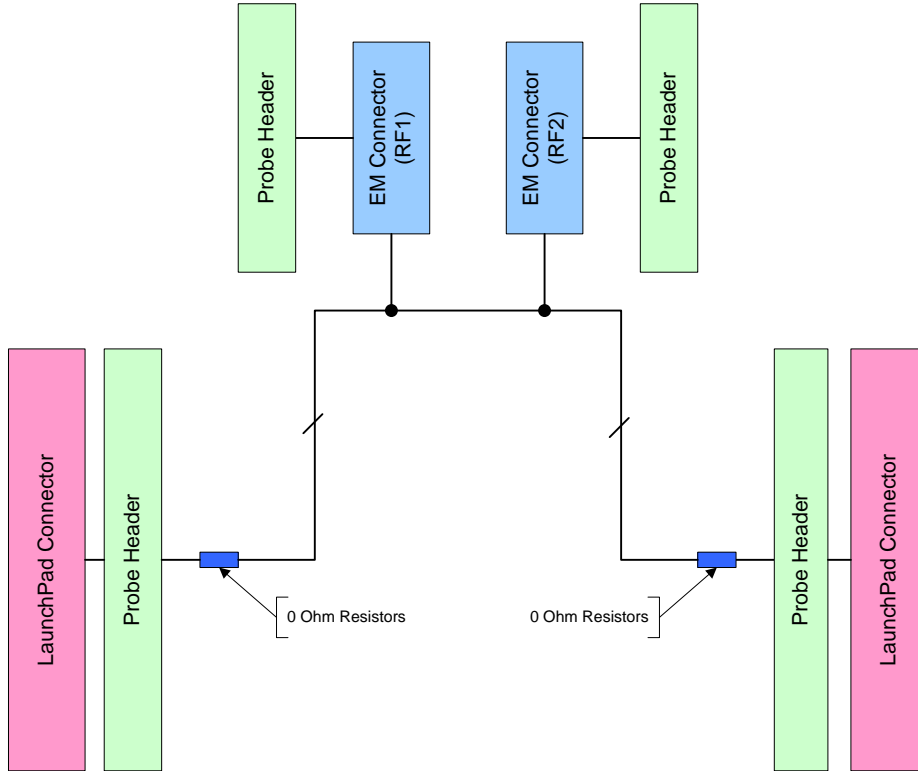 Probe Header
EM Connector
(RF1)
EM Connector
(RF2)
Probe Header
LaunchPad Connector
Probe Header
0 Ohm Resistors
0 Ohm Resistors
Probe Header
LaunchPad Connector